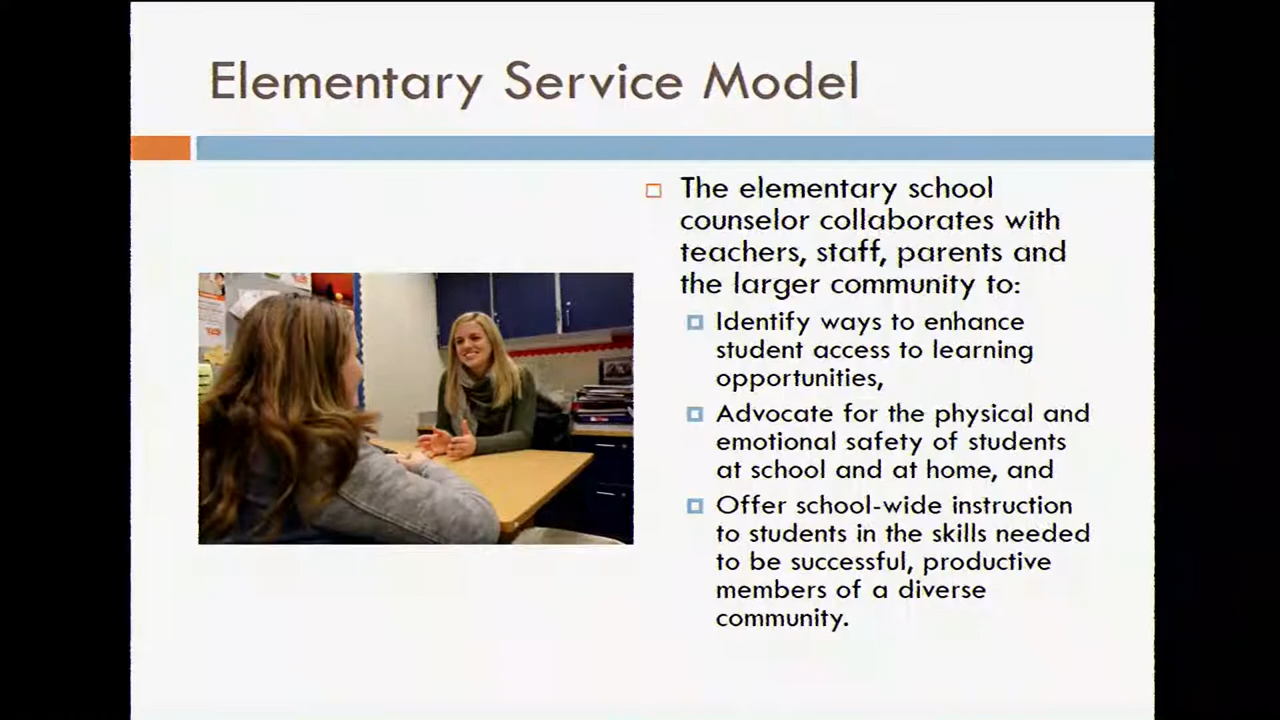 Elementary Service Model
The elementary school
counselor collaborates with
teachers, staff, parents and
the larger community to:
Identify ways to enhance
student access to learning
opportunities,
Advocate for the physical and
emotional safety of students
at school and at home, and
Offer school-wide instruction
to students in the skills needed
to be successful, productive
members of a diverse
community.